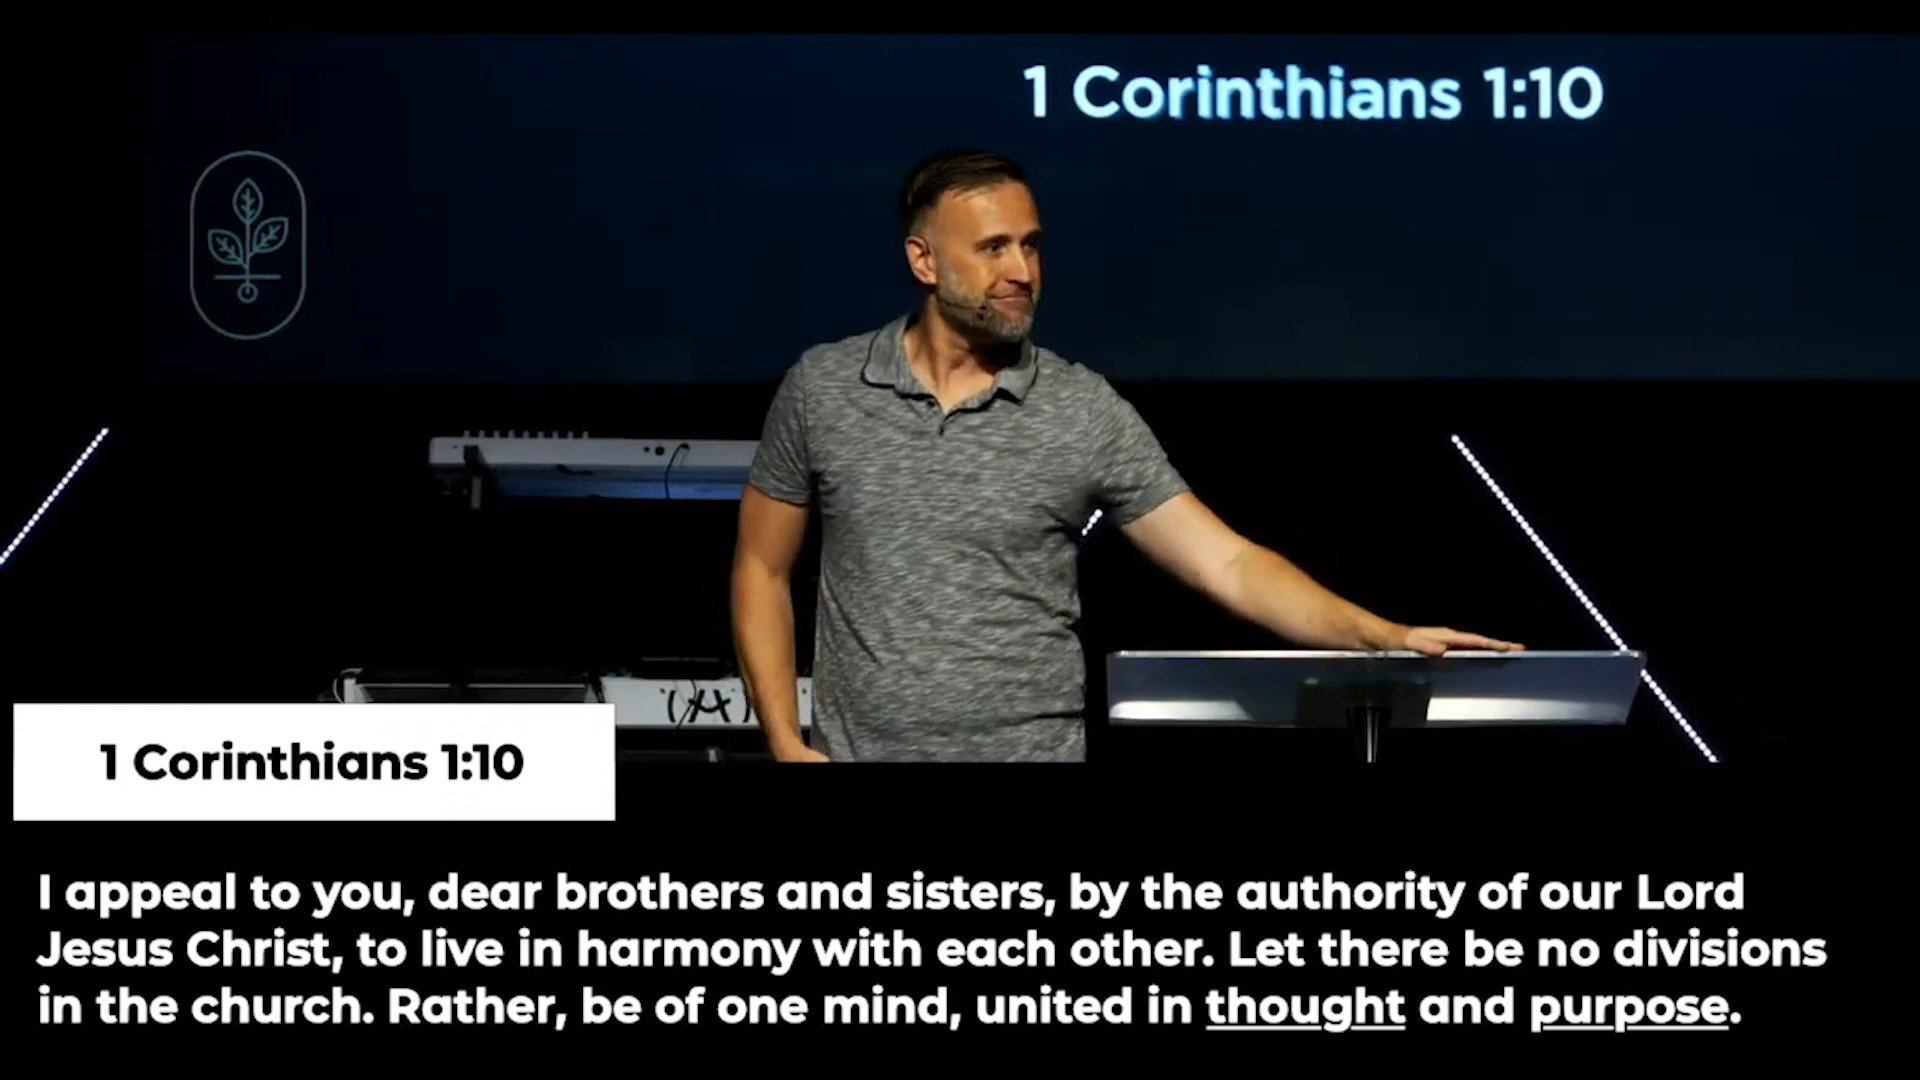 1 Corinthians 1:10
1 Corinthians 1:10
I appeal to you, dear brothers and sisters, by the authority of our Lord
Jesus Christ, to live in harmony with each other. Let there be no divisions
in the church. Rather, be of one mind, united in thought and purpose.